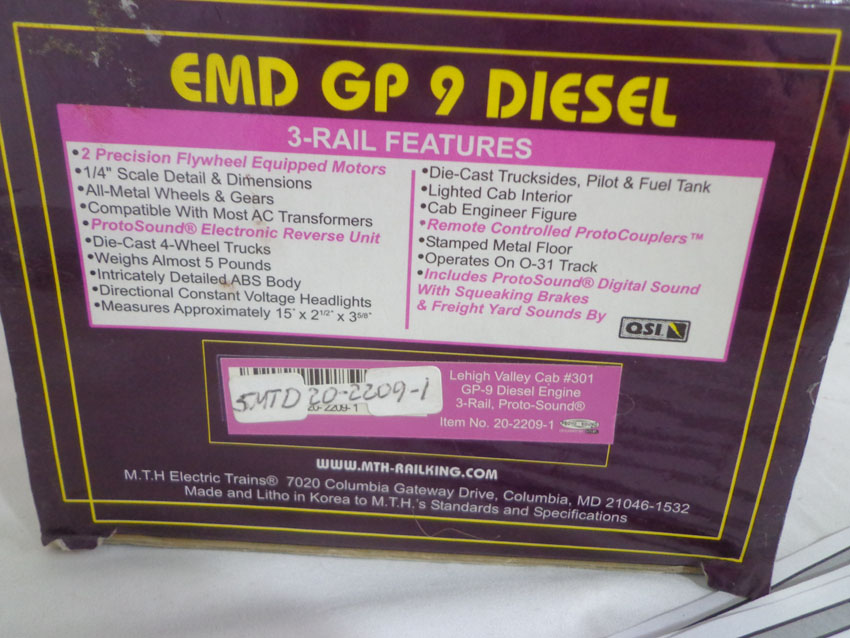 EMD GP 9 DIESEL
3-RAIL FEATURES
•2 Precision Flywheel Equipped Motors
•1/4" Scale Detail & Dimensions
•All-Metal Wheels & Gears
•Compatible With Most AC Transformers
•ProtoSound® Electronic Reverse Unit
•Die-Cast 4-Wheel Trucks
•Weighs Almost 5 Pounds
•Intricately Detailed ABS Body
•Directional Constant Voltage Headlights
•Measures Approximately 15" x 2 1/2" x 3 5/8"
•Die-Cast Trucksides, Pilot & Fuel Tank
•Lighted Cab Interior
•Cab Engineer Figure
•Remote Controlled ProtoCouplers™
•Stamped Metal Floor
•Operates On O-31 Track
•Includes ProtoSound® Digital Sound
With Squeaking Brakes
& Freight Yard Sounds By
QSI
5MTD 20-2209-1
20-2209-1
Lehigh Valley Cab #301
GP-9 Diesel Engine
3-Rail, Proto-Sound®
Item No. 20-2209-1
WWW.MTH-RAILKING.COM
M.T.H Electric Trains® 7020 Columbia Gateway Drive, Columbia, MD 21046-1532
Made and Litho in Korea to M.T.H.'s Standards and Specifications